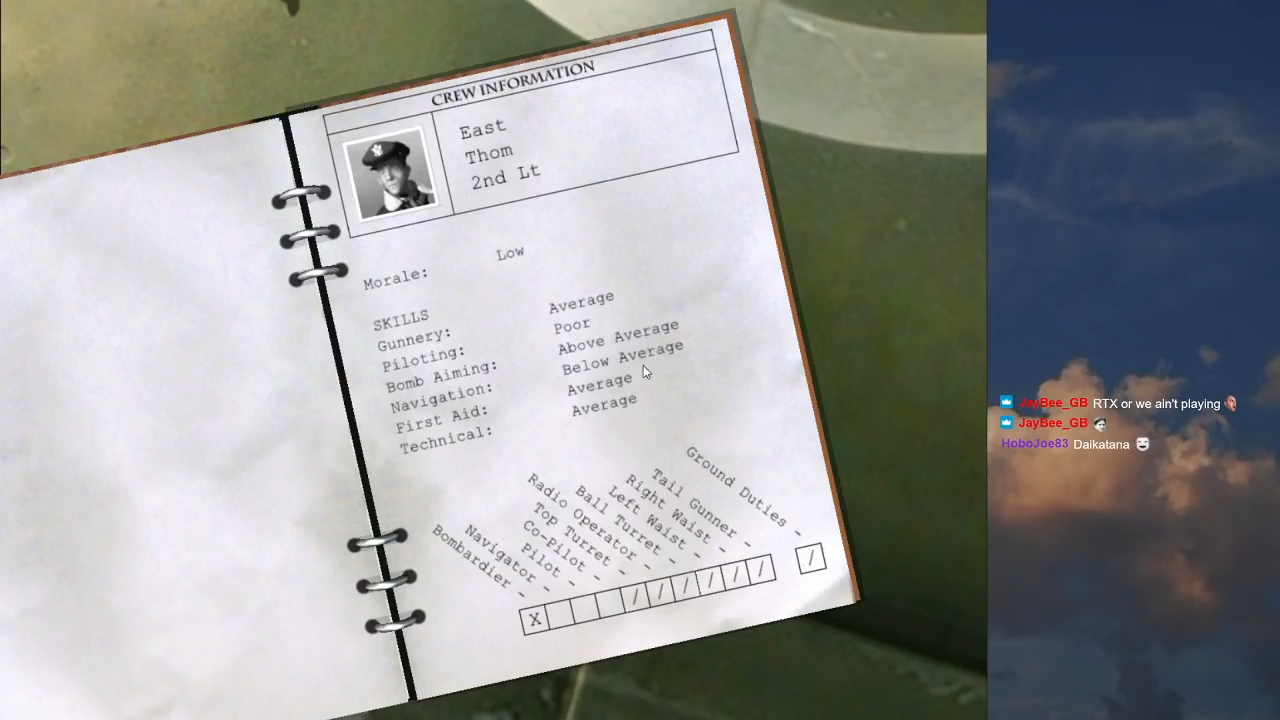 CREW INFORMATION
East
Thom
2nd Lt
Morale: Low
SKILLS
Gunnery: Average
Piloting: Poor
Bomb Aiming: Above Average
Navigation: Below Average
First Aid: Average
Technical: Average
Bombardier -
Navigator -
Pilot -
Co-Pilot -
Top Turret -
Radio Operator -
Ball Turret -
Left Waist -
Right Waist -
Tail Gunner -
Ground Duties -
X / / / / / / /
JayBee_GB RTX or we ain't playing
JayBee_GB
HoboJoe83 Daikatana